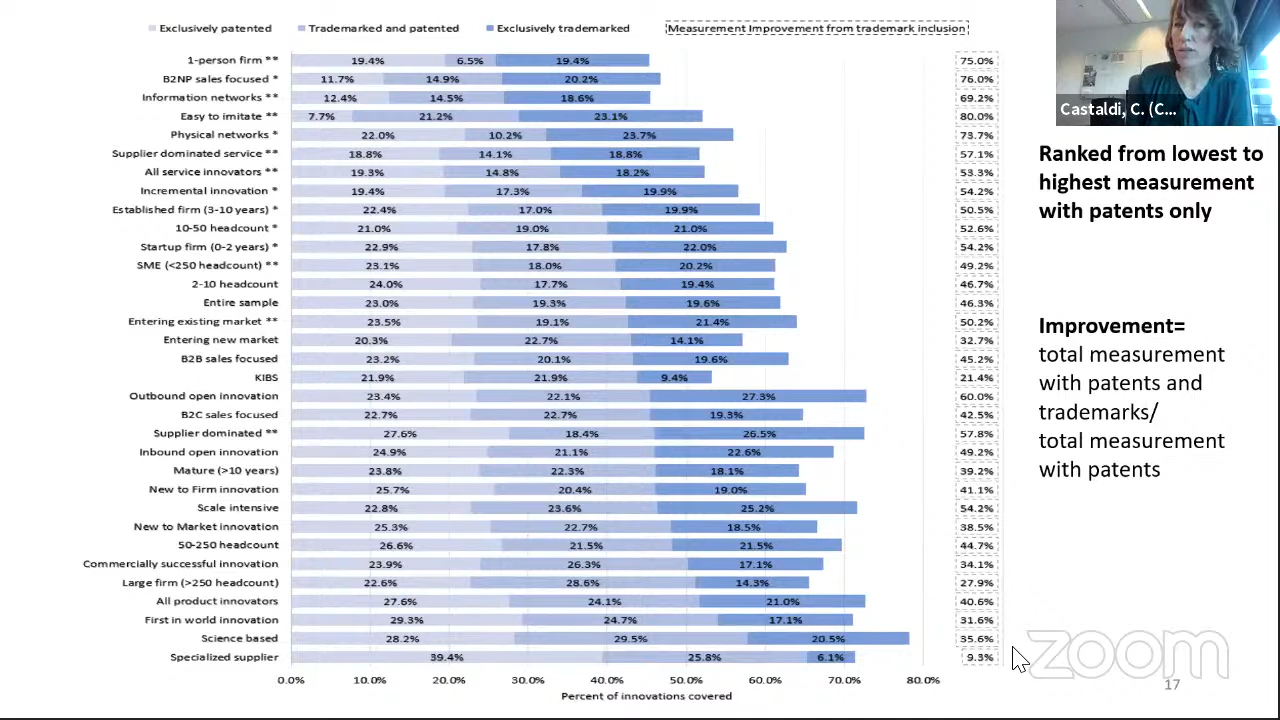 Exclusively patented Trademarked and patented Exclusively trademarked Measurement Improvement from trademark inclusion
1-person firm ** 19.4% 6.5% 19.4% 75.0%
B2NP sales focused * 11.7% 14.9% 20.2% 76.0%
Information networks ** 12.4% 14.5% 18.6% 69.2%
Easy to imitate ** 7.7% 21.2% 23.1% 80.0%
Physical networks * 22.0% 10.2% 23.7% 73.7%
Supplier dominated service ** 18.8% 14.1% 18.8% 57.1%
All service innovators ** 19.3% 14.8% 18.2% 53.3%
Incremental innovation * 19.4% 17.3% 19.9% 54.2%
Established firm (3-10 years) * 22.4% 17.0% 19.9% 50.5%
10-50 headcount * 21.0% 19.0% 21.0% 52.6%
Startup firm (0-2 years) * 22.9% 17.8% 22.0% 54.2%
SME (<250 headcount) ** 23.1% 18.0% 20.2% 49.2%
2-10 headcount 24.0% 17.7% 19.4% 46.7%
Entire sample 23.0% 19.3% 19.6% 46.3%
Entering existing market ** 23.5% 19.1% 21.4% 50.2%
Entering new market 20.3% 22.7% 14.1% 32.7%
B2B sales focused 23.2% 20.1% 19.6% 45.2%
KIBS 21.9% 21.9% 9.4% 21.4%
Outbound open innovation 23.4% 22.1% 27.3% 60.0%
B2C sales focused 22.7% 22.7% 19.3% 42.5%
Supplier dominated ** 27.6% 18.4% 26.5% 57.8%
Inbound open innovation 24.9% 21.1% 22.6% 49.2%
Mature (>10 years) 23.8% 22.3% 18.1% 39.2%
New to Firm innovation 25.7% 20.4% 19.0% 41.1%
Scale intensive 22.8% 23.6% 25.2% 54.2%
New to Market innovation 25.3% 22.7% 18.5% 38.5%
50-250 headcount 26.6% 21.5% 21.5% 44.7%
Commercially successful innovation 23.9% 26.3% 17.1% 34.1%
Large firm (>250 headcount) 22.6% 28.6% 14.3% 27.9%
All product innovators 27.6% 24.1% 21.0% 40.6%
First in world innovation 29.3% 24.7% 17.1% 31.6%
Science based 28.2% 29.5% 20.5% 35.6%
Specialized supplier 39.4% 25.8% 6.1% 9.3%
0.0% 10.0% 20.0% 30.0% 40.0% 50.0% 60.0% 70.0% 80.0%
Percent of innovations covered
Castaldi, C. (C...
Ranked from lowest to
highest measurement
with patents only
Improvement=
total measurement
with patents and
trademarks/
total measurement
with patents
zoom
17